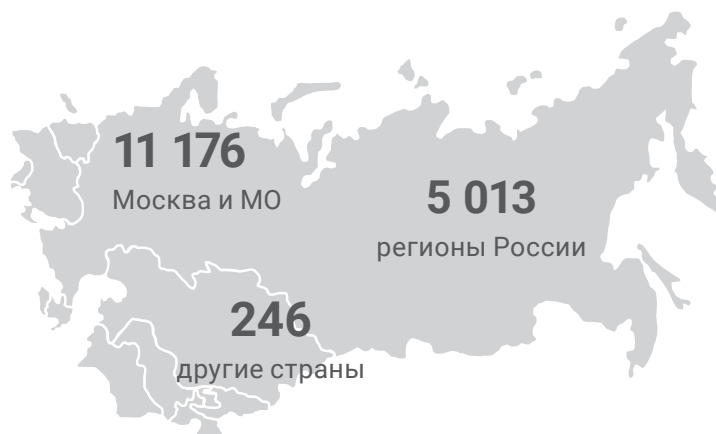 11 176
Москва и МО
5 013
регионы России
246
другие страны